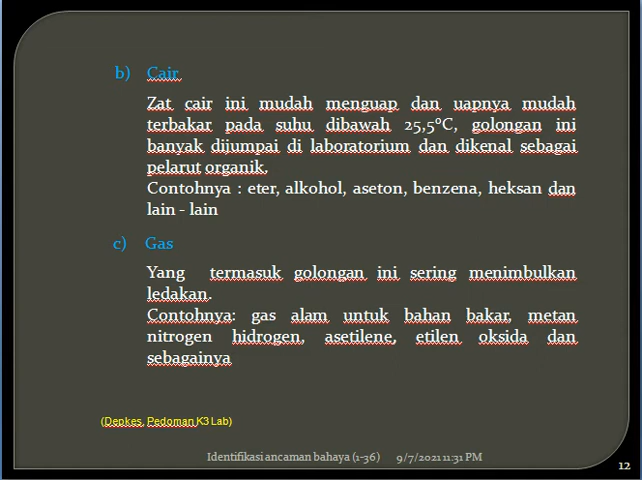 b) Cair
Zat cair ini mudah menguap dan uapnya mudah
terbakar pada suhu dibawah 25,5°C, golongan ini
banyak dijumpai di laboratorium dan dikenal sebagai
pelarut organik.
Contohnya : eter, alkohol, aseton, benzena, heksan dan
lain - lain
c) Gas
Yang termasuk golongan ini sering menimbulkan
ledakan.
Contohnya: gas alam untuk bahan bakar, metan
nitrogen hidrogen, asetilene, etilen oksida dan
sebagainya
(Depkes, Pedoman K3 Lab)
Identifikasi ancaman bahaya (1-36) 9/7/2021 11:31 PM
12